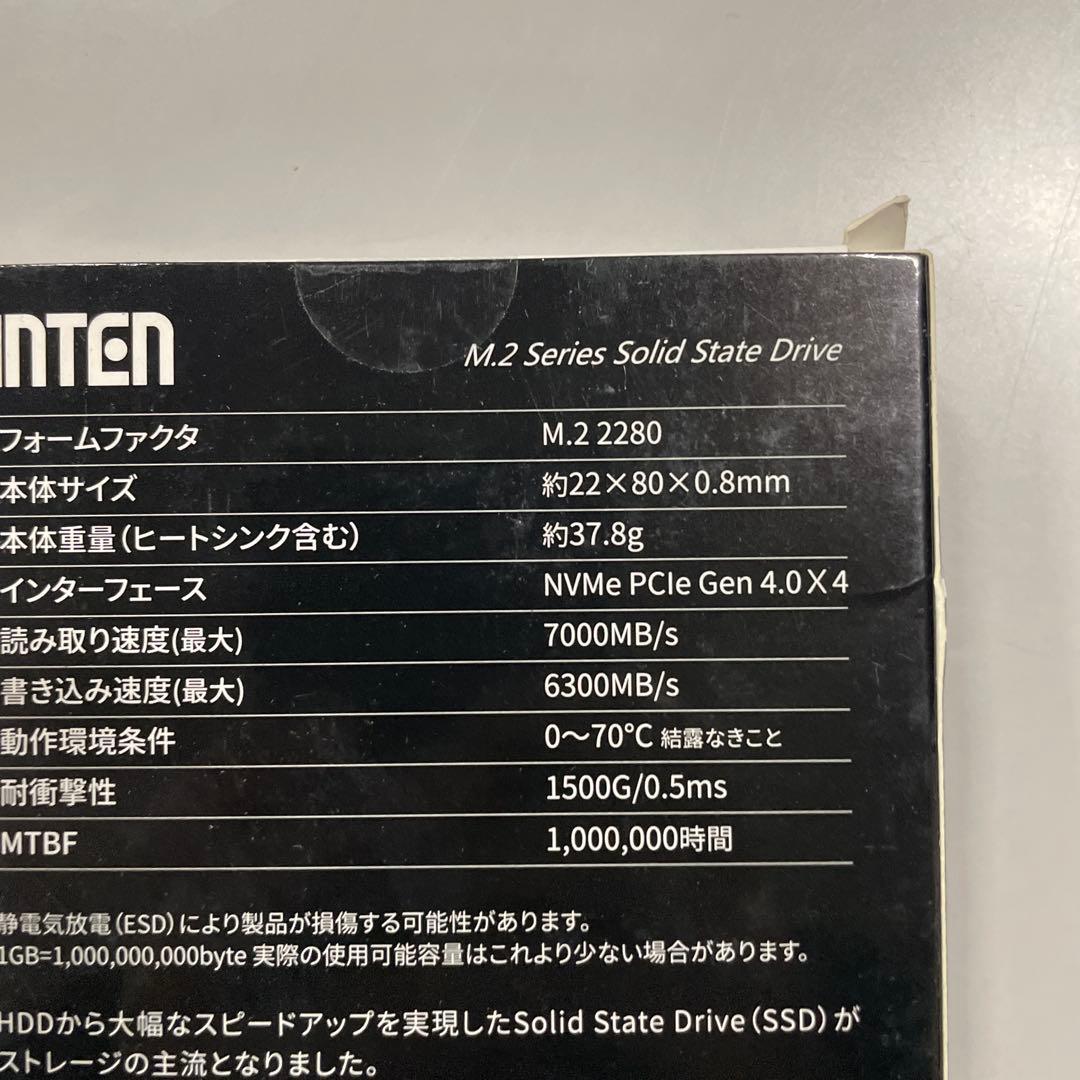 M.2 Series Solid State Drive
フォームファクタ M.2 2280
本体サイズ 約22×80×0.8mm
本体重量(ヒートシンク含む) 約37.8g
インターフェース NVMe PCIe Gen 4.0X4
読み取り速度(最大) 7000MB/s
書き込み速度(最大) 6300MB/s
動作環境条件 0～70℃ 結露なきこと
耐衝撃性 1500G/0.5ms
MTBF 1,000,000時間
静電気放電(ESD)により製品が損傷する可能性があります。
1GB=1,000,000,000byte 実際の使用可能容量はこれより少ない場合があります。
HDDから大幅なスピードアップを実現したSolid State Drive(SSD)が
ストレージの主流となりました。